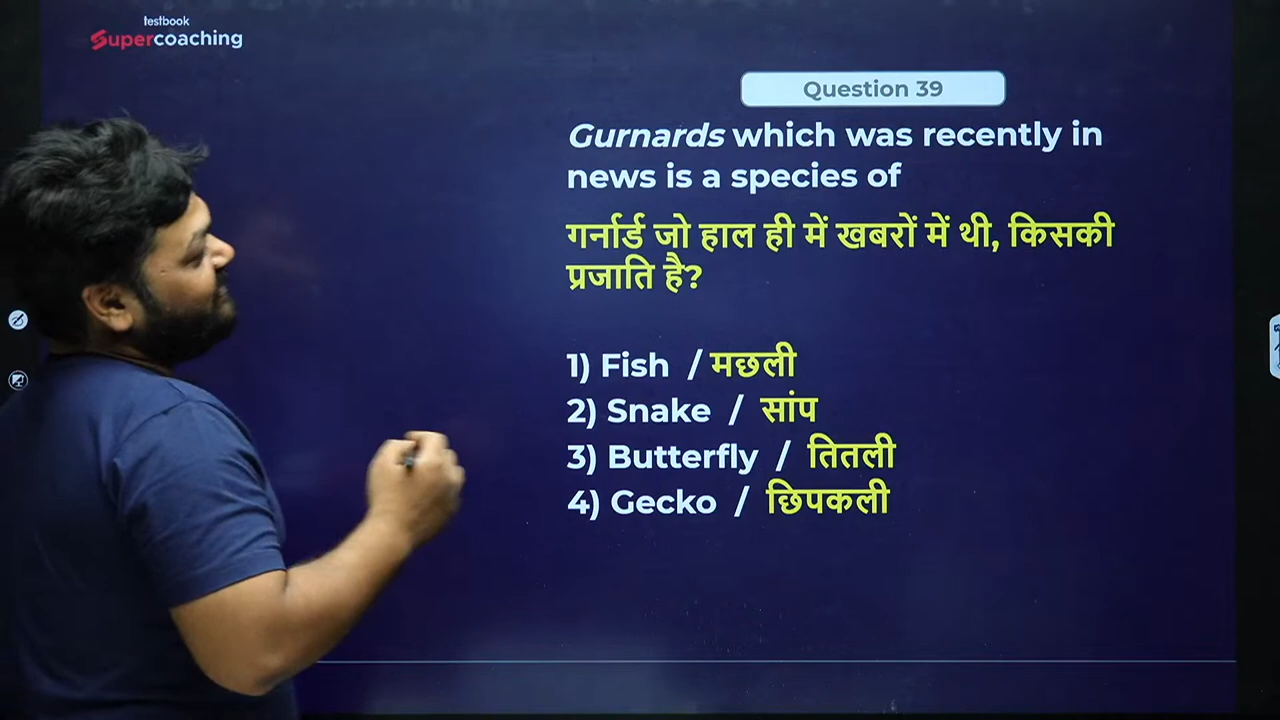 testbook
Supercoaching
Question 39
Gurnards which was recently in
news is a species of
गर्नार्ड जो हाल ही में खबरों में थी, किसकी
प्रजाति है?
1) Fish / मछली
2) Snake / सांप
3) Butterfly / तितली
4) Gecko / छिपकली